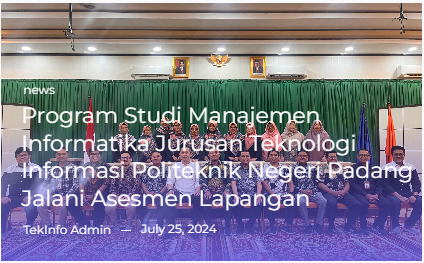 news
Program Studi Manajemen
Informatika Jurusan Teknologi
Informasi Politeknik Negeri Padang
Jalani Asesmen Lapangan
TekInfo Admin — July 25, 2024